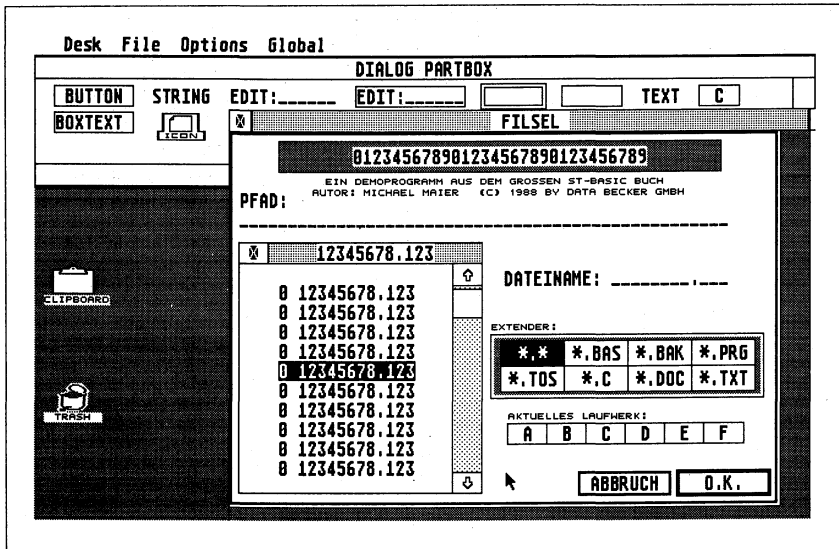 Desk File Options Global
DIALOG PARTBOX
BUTTON STRING EDIT:______ EDIT:______ TEXT C
BOXTEXT ICON
FILSEL
012345678901234567890123456789
EIN DEMOPROGRAMM AUS DEM GROSSEN ST-BASIC BUCH
AUTOR: MICHAEL MAIER (C) 1988 BY DATA BECKER GMBH
PFAD:
12345678.123
0 12345678.123
0 12345678.123
0 12345678.123
0 12345678.123
0 12345678.123
0 12345678.123
0 12345678.123
0 12345678.123
0 12345678.123
0 12345678.123
DATEINAME: ________.___
EXTENDER:
*.* *.BAS *.BAK *.PRG
*.TOS *.C *.DOC *.TXT
AKTUELLES LAUFWERK:
A B C D E F
ABBRUCH O.K.
CLIPBOARD
TRASH